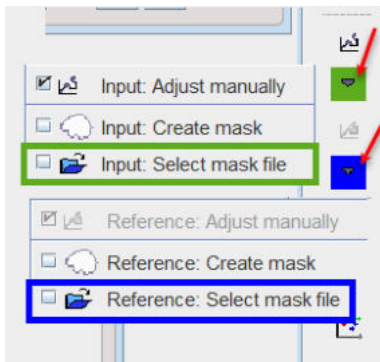 Input: Adjust manually
Input: Create mask
Input: Select mask file
Reference: Adjust manually
Reference: Create mask
Reference: Select mask file